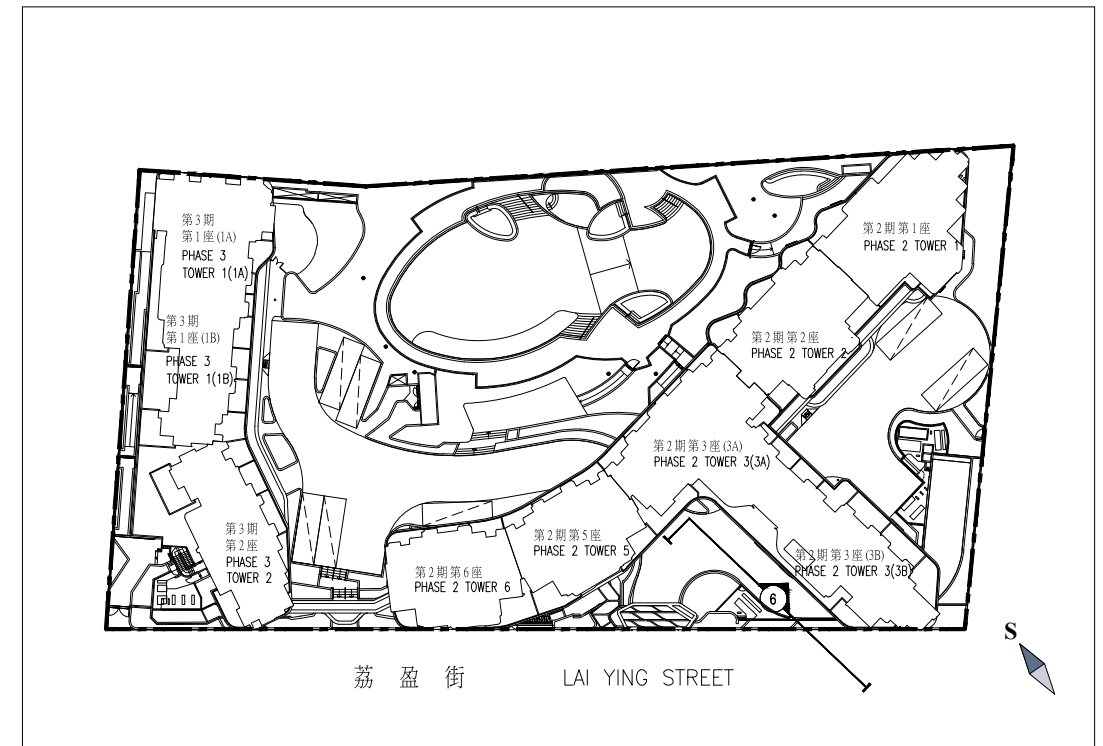 第3期
第1座(1A)
PHASE 3
TOWER 1(1A)
第3期
第1座(1B)
PHASE 3
TOWER 1(1B)
第2期第1座
PHASE 2 TOWER 1
第2期第2座
PHASE 2 TOWER 2
第2期第3座(3A)
PHASE 2 TOWER 3(3A)
第3期
第2座
PHASE 3
TOWER 2
第2期第5座
PHASE 2 TOWER 5
第2期第6座
PHASE 2 TOWER 6
第2期第3座(3B)
PHASE 2 TOWER 3(3B)
6
S
荔盈街 LAI YING STREET